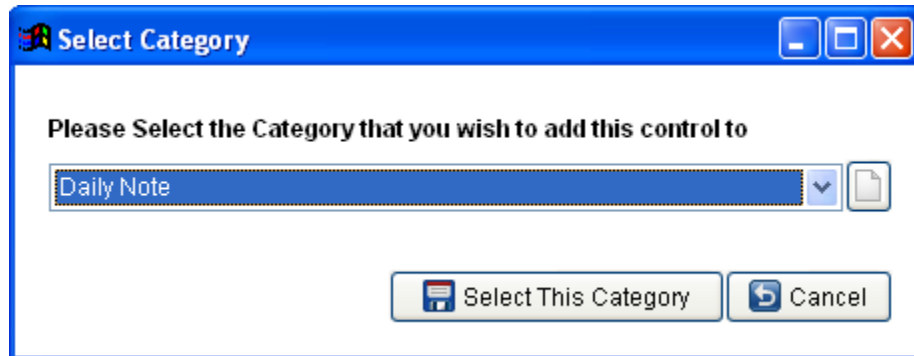 Select Category
Please Select the Category that you wish to add this control to
Daily Note
Select This Category Cancel